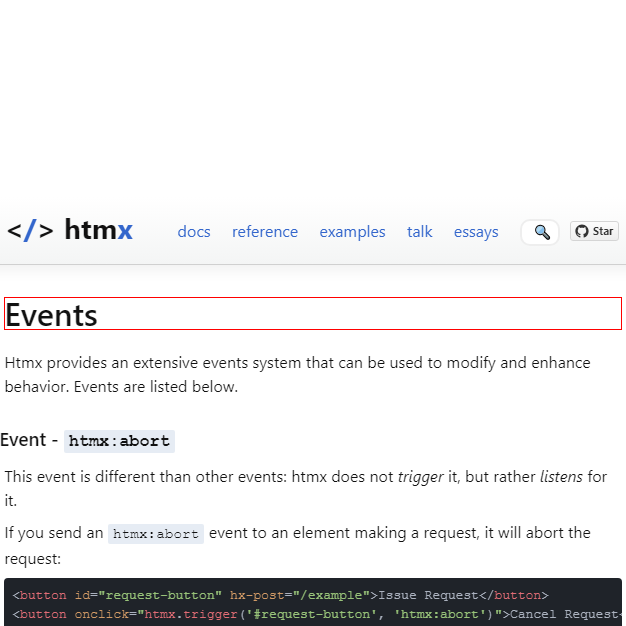 </> htmx docs reference examples talk essays Star
Events
Htmx provides an extensive events system that can be used to modify and enhance
behavior. Events are listed below.
Event - htmx:abort
This event is different than other events: htmx does not trigger it, but rather listens for
it.
If you send an htmx:abort event to an element making a request, it will abort the
request:
<button id="request-button" hx-post="/example">Issue Request</button>
<button onclick="htmx.trigger('#request-button', 'htmx:abort')">Cancel Request<